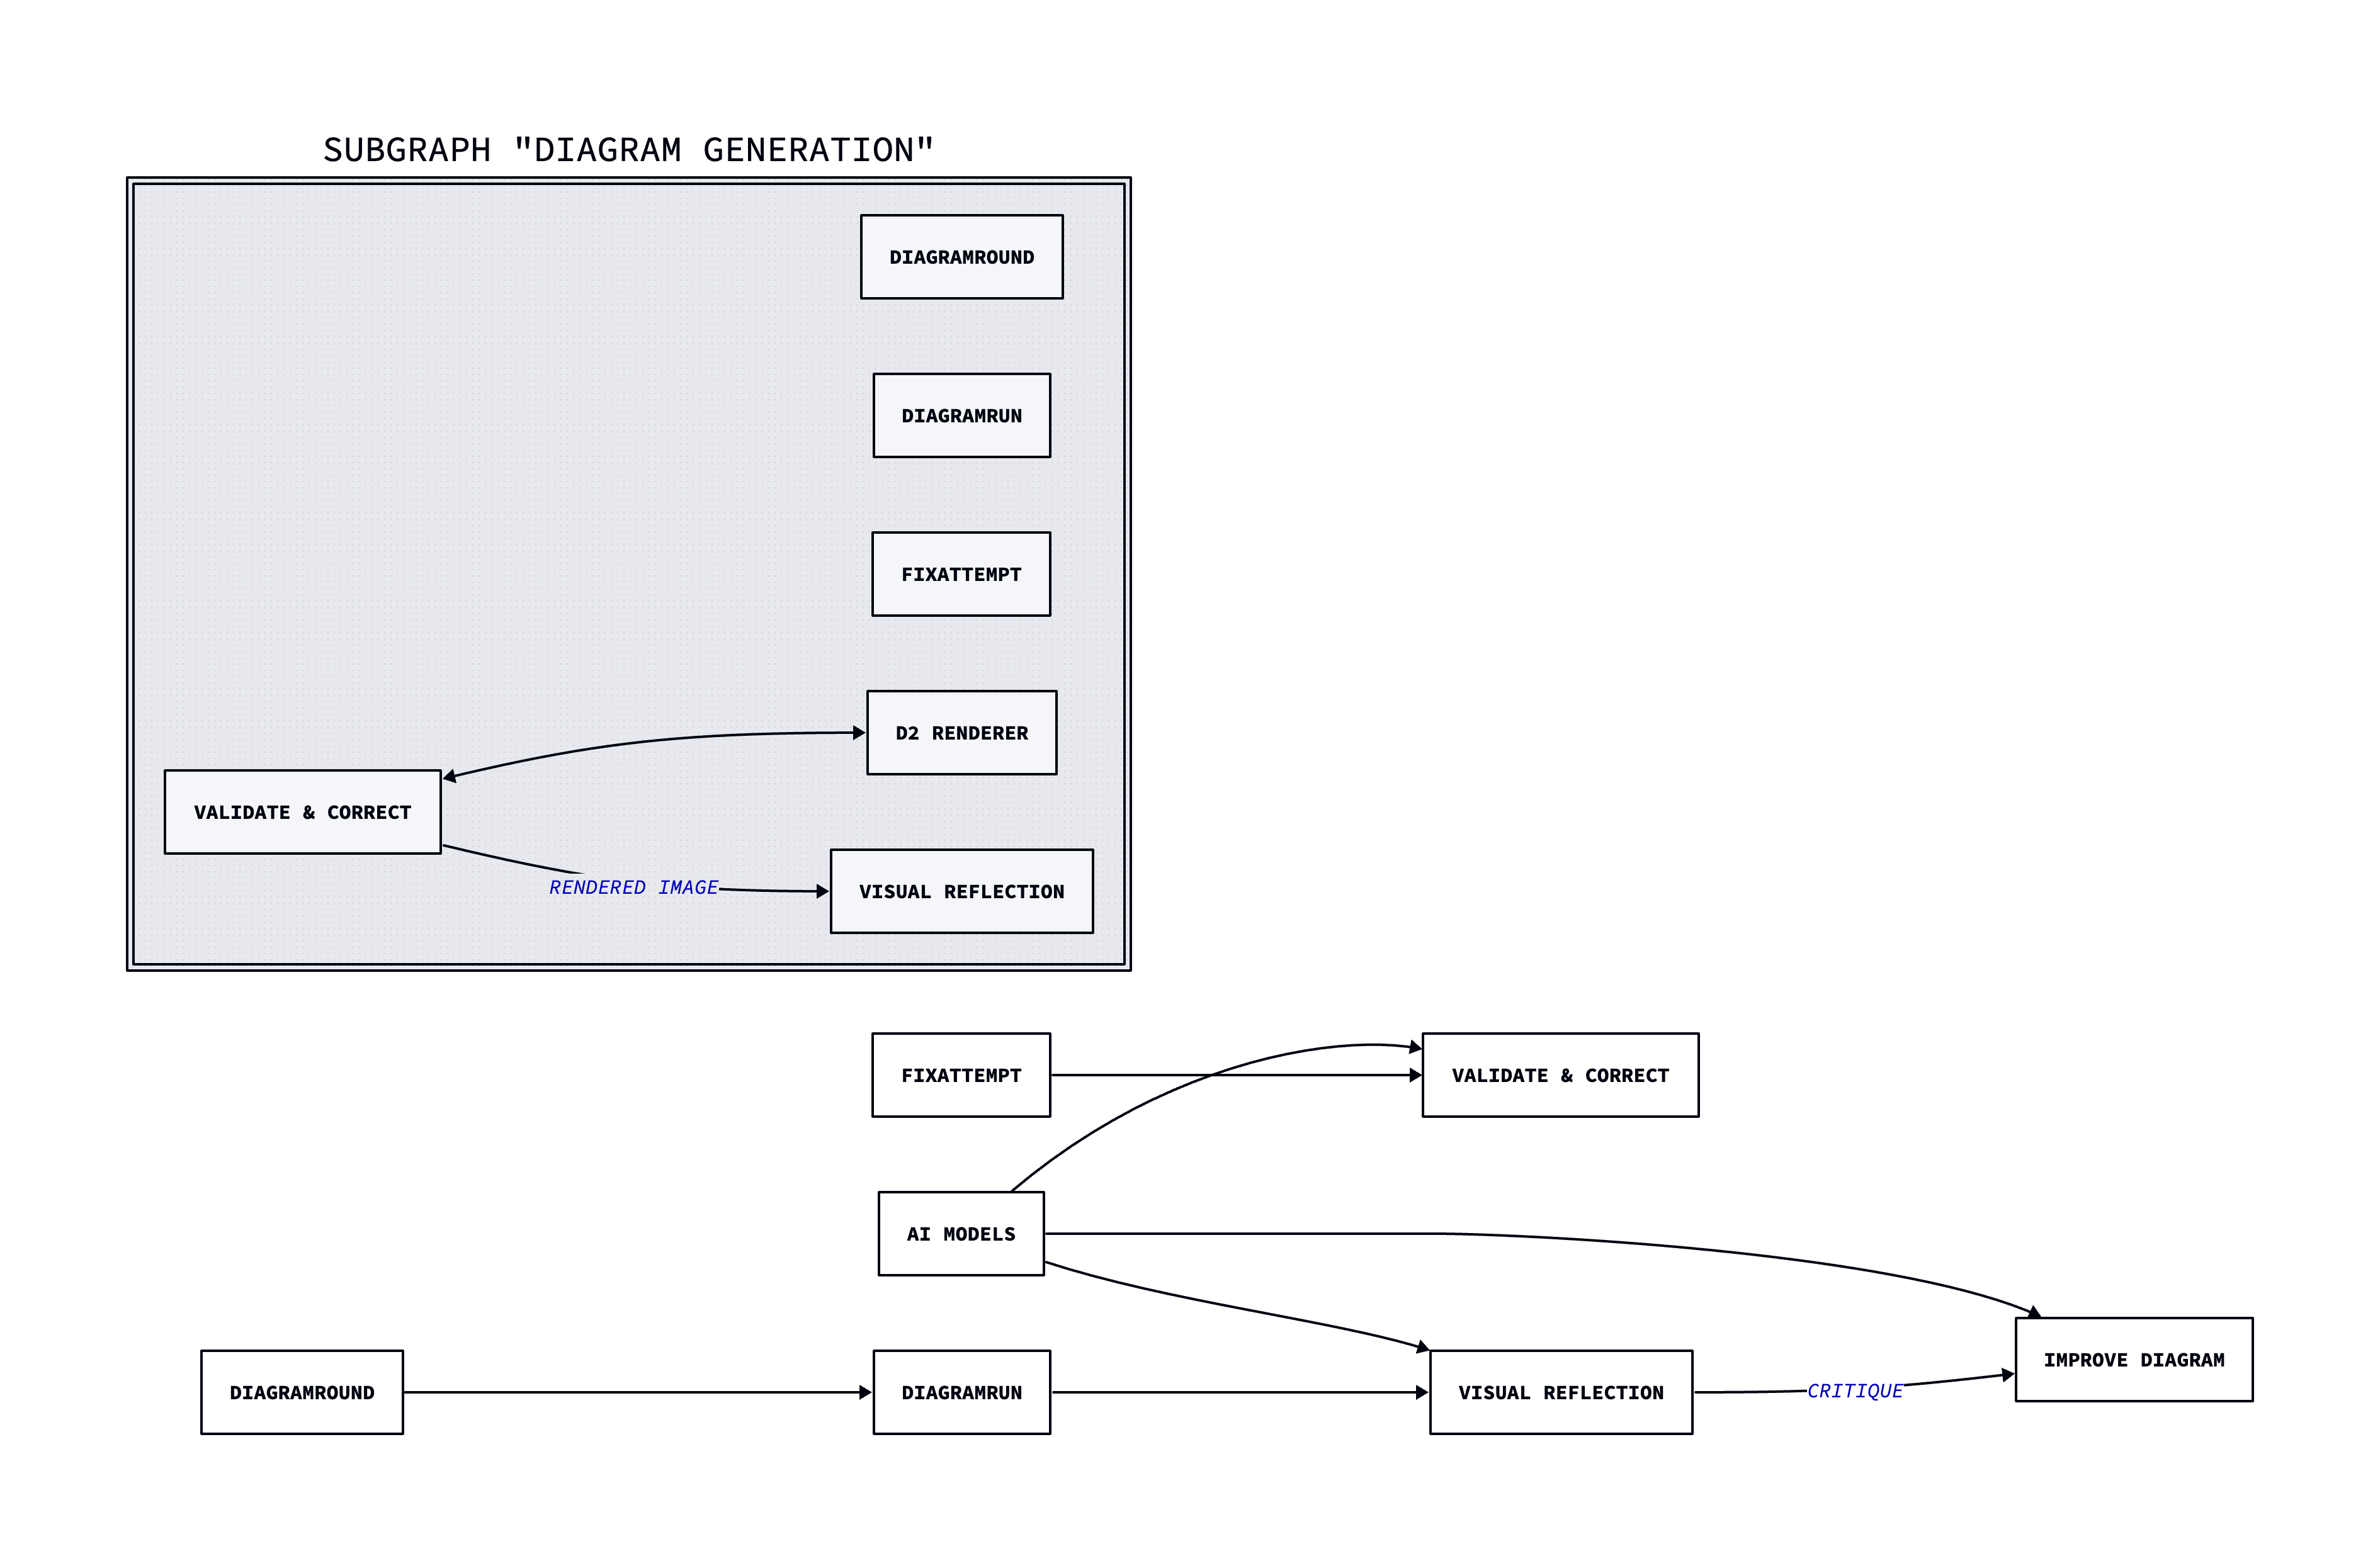 SUBGRAPH "DIAGRAM GENERATION"
DIAGRAMROUND
DIAGRAMRUN
FIXATTEMPT
D2 RENDERER
VALIDATE & CORRECT
RENDERED IMAGE
VISUAL REFLECTION
FIXATTEMPT
VALIDATE & CORRECT
AI MODELS
IMPROVE DIAGRAM
DIAGRAMROUND
DIAGRAMRUN
VISUAL REFLECTION
CRITIQUE